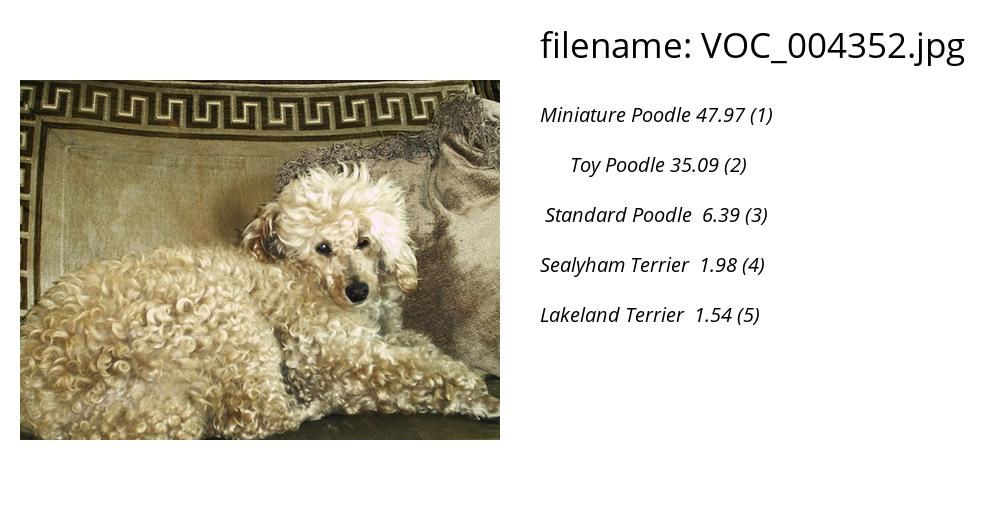 filename: VOC_004352.jpg
Miniature Poodle 47.97 (1)
Toy Poodle 35.09 (2)
Standard Poodle 6.39 (3)
Sealyham Terrier 1.98 (4)
Lakeland Terrier 1.54 (5)